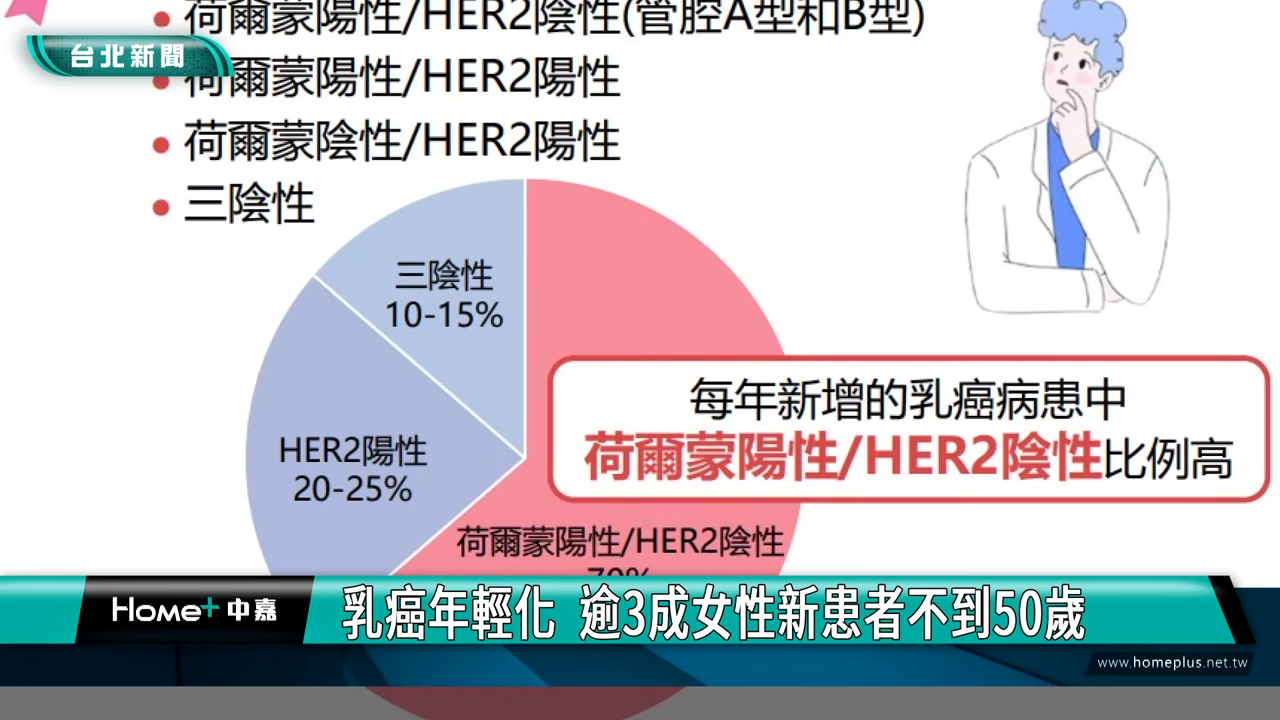 荷爾蒙陽性/HER2陰性(管腔A型和B型)
台北新聞
荷爾蒙陽性/HER2陽性
荷爾蒙陰性/HER2陽性
三陰性
三陰性
10-15%
每年新增的乳癌病患中
荷爾蒙陽性/HER2陰性比例高
HER2陽性
20-25%
荷爾蒙陽性/HER2陰性
70%
Home+中嘉
乳癌年輕化 逾3成女性新患者不到50歲
www.homeplus.net.tw